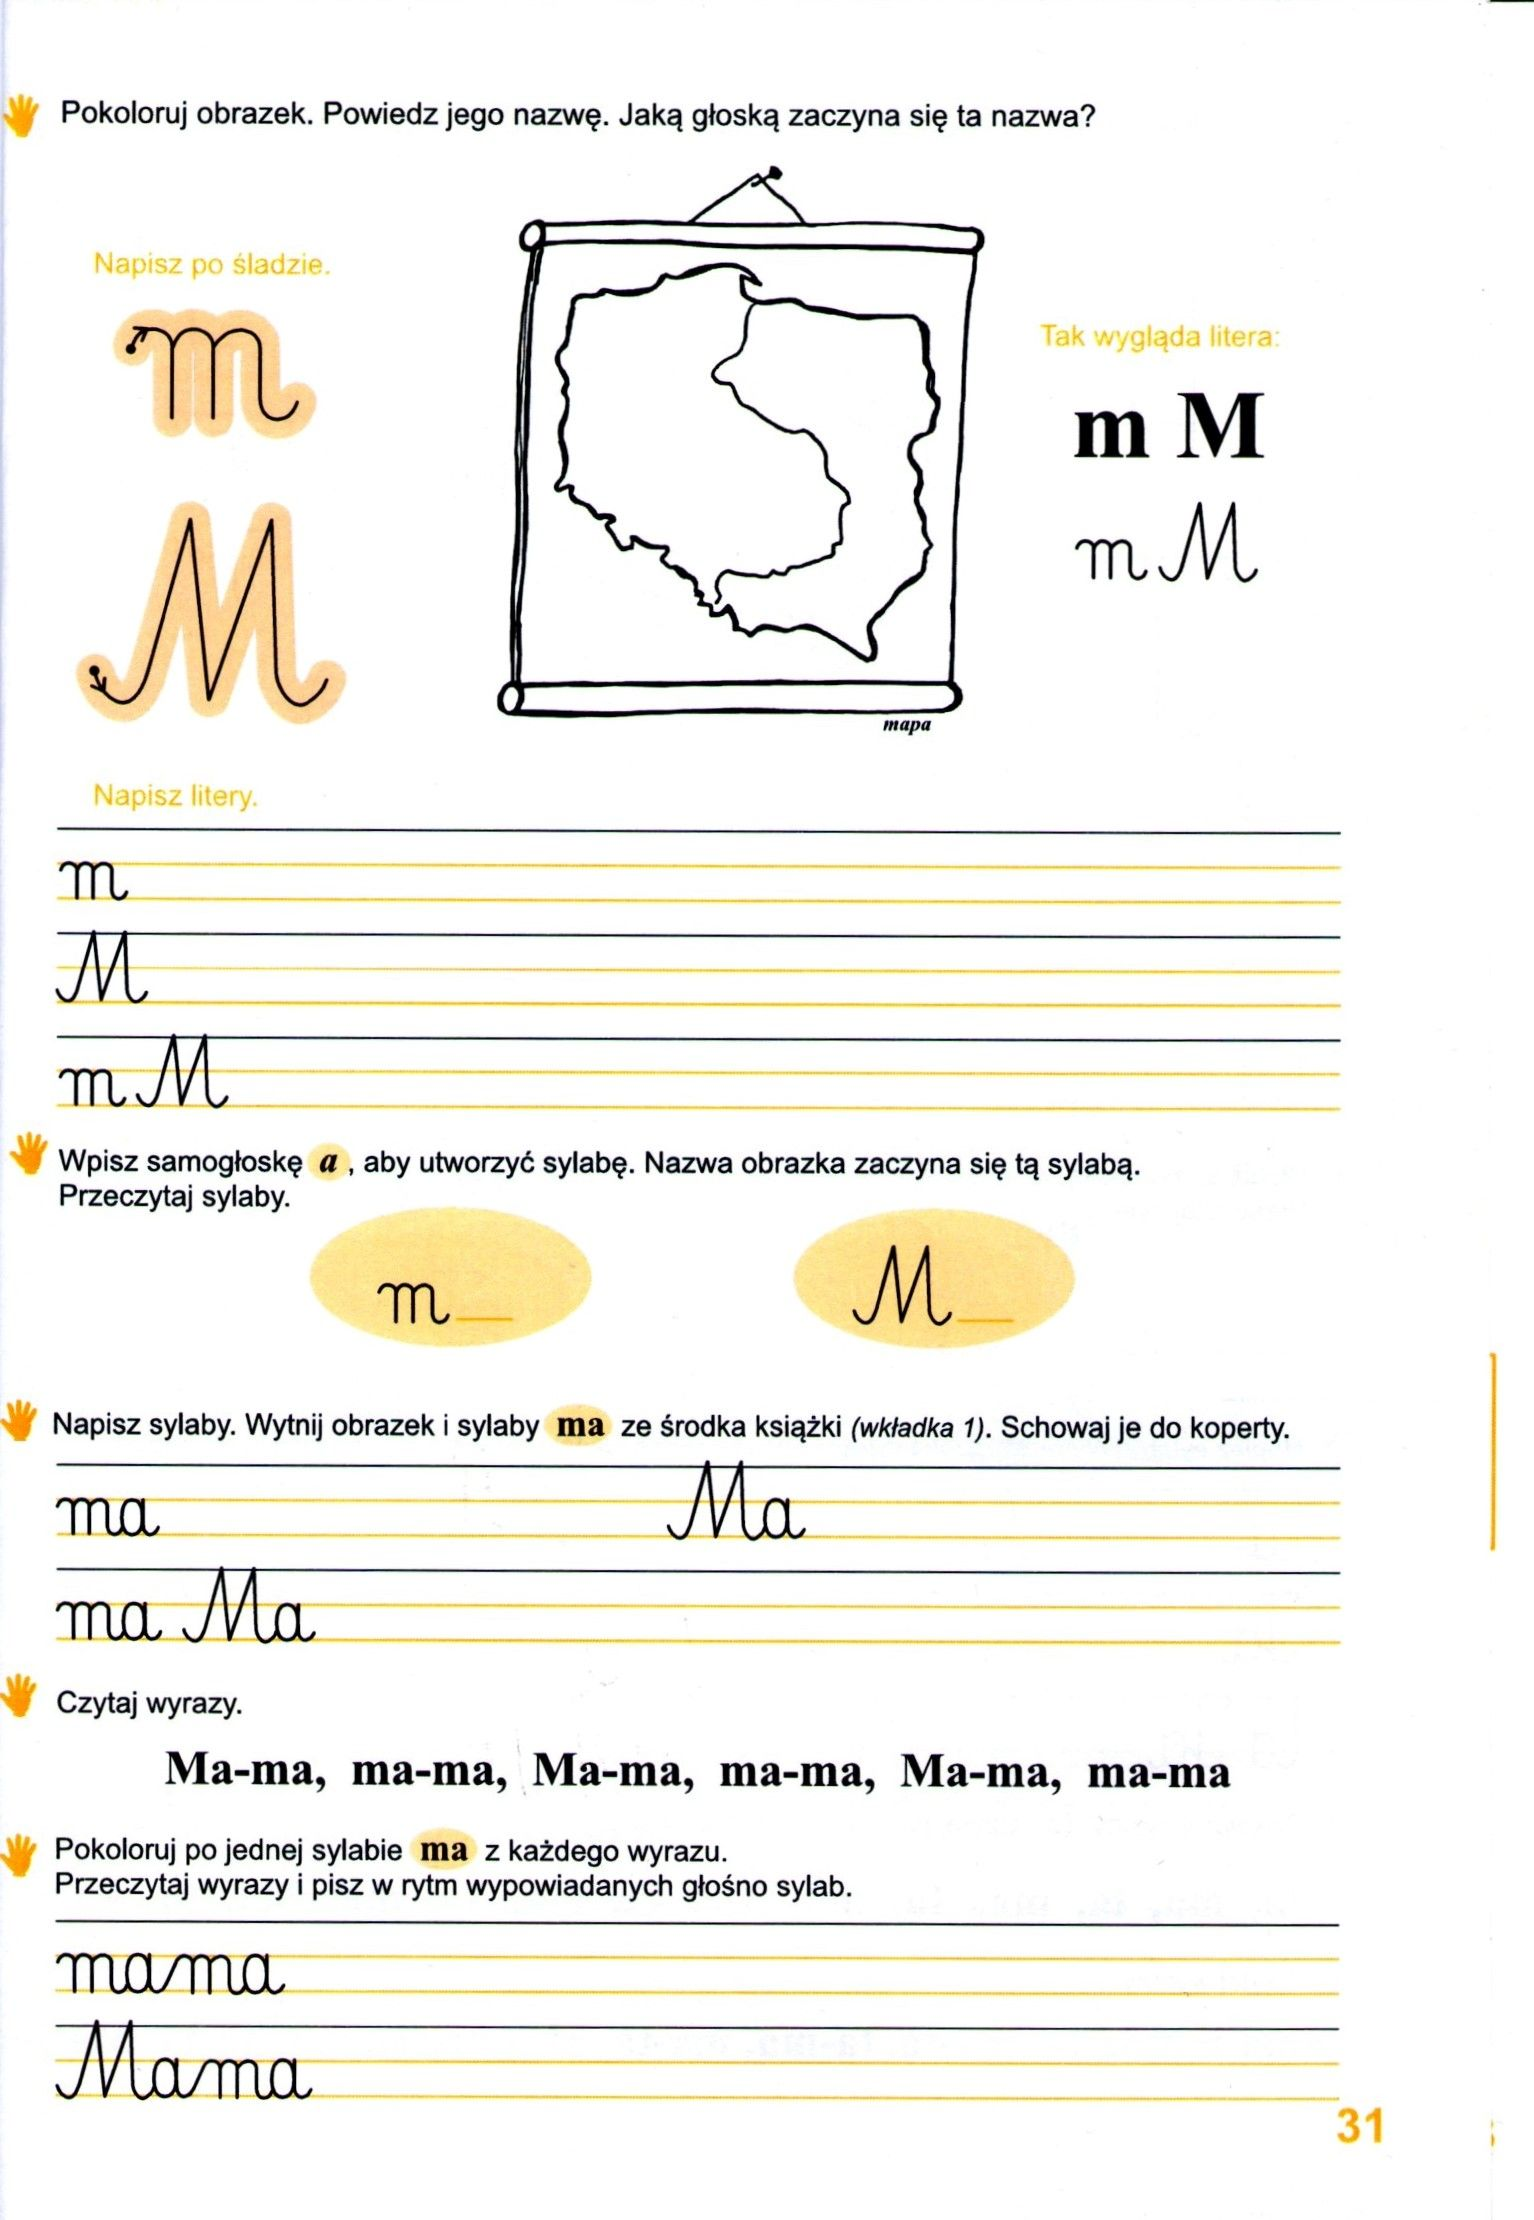 Pokoloruj obrazek. Powiedz jego nazwę. Jaką głoską zaczyna się ta nazwa?
Napisz po śladzie.
m
M
mapa
Tak wygląda litera:
m M
m M
Napisz litery.
m
M
m M
Wpisz samogłoskę a , aby utworzyć sylabę. Nazwa obrazka zaczyna się tą sylabą.
Przeczytaj sylaby.
m_ M_
Napisz sylaby. Wytnij obrazek i sylaby ma ze środka książki (wkładka 1). Schowaj je do koperty.
ma Ma
ma Ma
Czytaj wyrazy.
Ma-ma, ma-ma, Ma-ma, ma-ma, Ma-ma, ma-ma
Pokoloruj po jednej sylabie ma z każdego wyrazu.
Przeczytaj wyrazy i pisz w rytm wypowiadanych głośno sylab.
mama
Mama
31